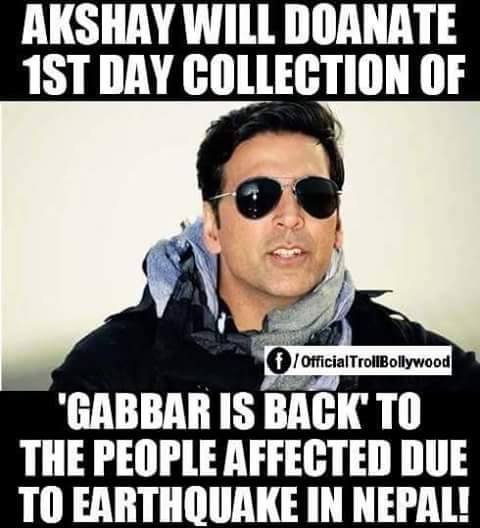 AKSHAY WILL DOANATE
1ST DAY COLLECTION OF
f /OfficialTrollBollywood
'GABBAR IS BACK' TO
THE PEOPLE AFFECTED DUE
TO EARTHQUAKE IN NEPAL!